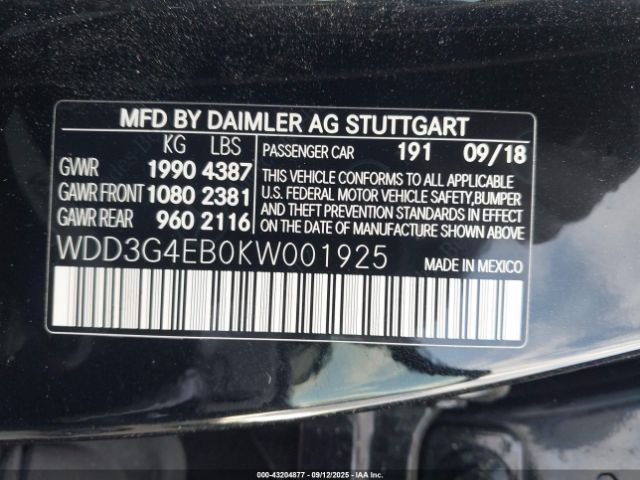 MFD BY DAIMLER AG STUTTGART
KG LBS
GVWR 1990 4387
GAWR FRONT 1080 2381
GAWR REAR 960 2116
PASSENGER CAR 191 09/18
THIS VEHICLE CONFORMS TO ALL APPLICABLE
U.S. FEDERAL MOTOR VEHICLE SAFETY, BUMPER
AND THEFT PREVENTION STANDARDS IN EFFECT
ON THE DATE OF MANUFACTURE SHOWN ABOVE.
WDD3G4EB0KW001925
MADE IN MEXICO
000-43204877 - 09/12/2025 - IAA Inc.